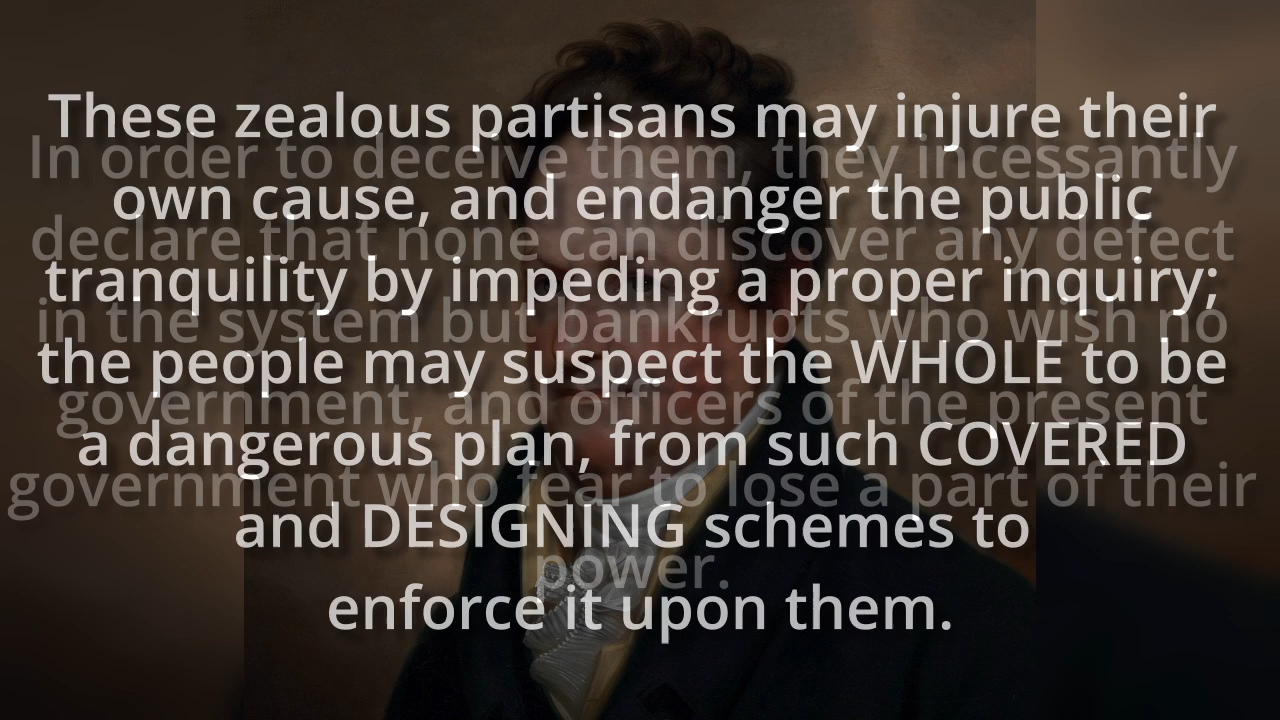 These zealous partisans may injure their
own cause, and endanger the public
tranquility by impeding a proper inquiry;
the people may suspect the WHOLE to be
a dangerous plan, from such COVERED
and DESIGNING schemes to
enforce it upon them.
In order to deceive them, they incessantly
declare that none can discover any defect
in the system but bankrupts who wish no
government, and officers of the present
government who fear to lose a part of their
power.